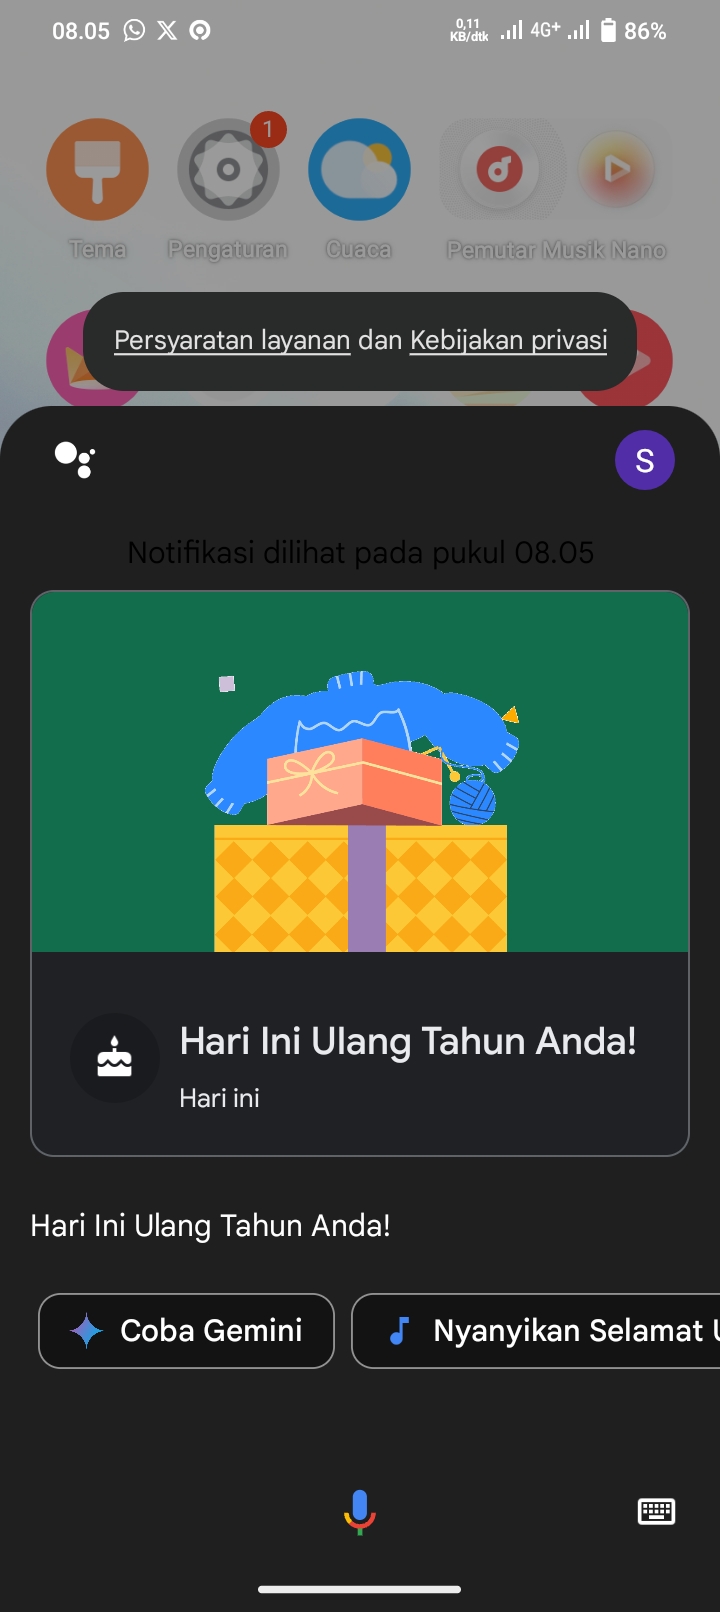 08.05
0,11
KB/dtk
4G+
86%
1
Tema
Pengaturan
Cuaca
Pemutar Musik Nano
Persyaratan layanan dan Kebijakan privasi
S
Notifikasi dilihat pada pukul 08.05
Hari Ini Ulang Tahun Anda!
Hari ini
Hari Ini Ulang Tahun Anda!
Coba Gemini
Nyanyikan Selamat U